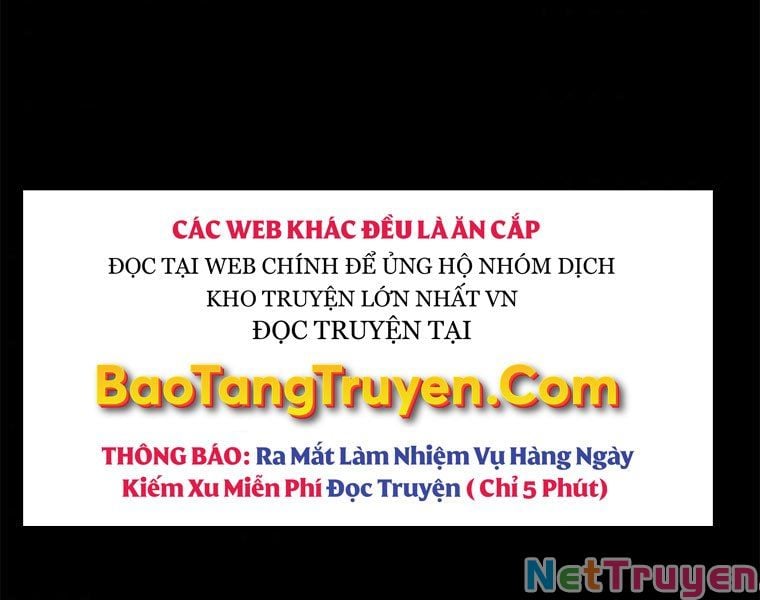 CÁC WEB KHÁC ĐỀU LÀ ĂN CẮP
ĐỌC TẠI WEB CHÍNH ĐỂ ỦNG HỘ NHÓM DỊCH
KHO TRUYỆN LỚN NHẤT VN
ĐỌC TRUYỆN TẠI
BaoTangTruyen.Com
THÔNG BÁO: Ra Mắt Làm Nhiệm Vụ Hàng Ngày
Kiếm Xu Miễn Phí Đọc Truyện ( Chỉ 5 Phút)
NetTruyen